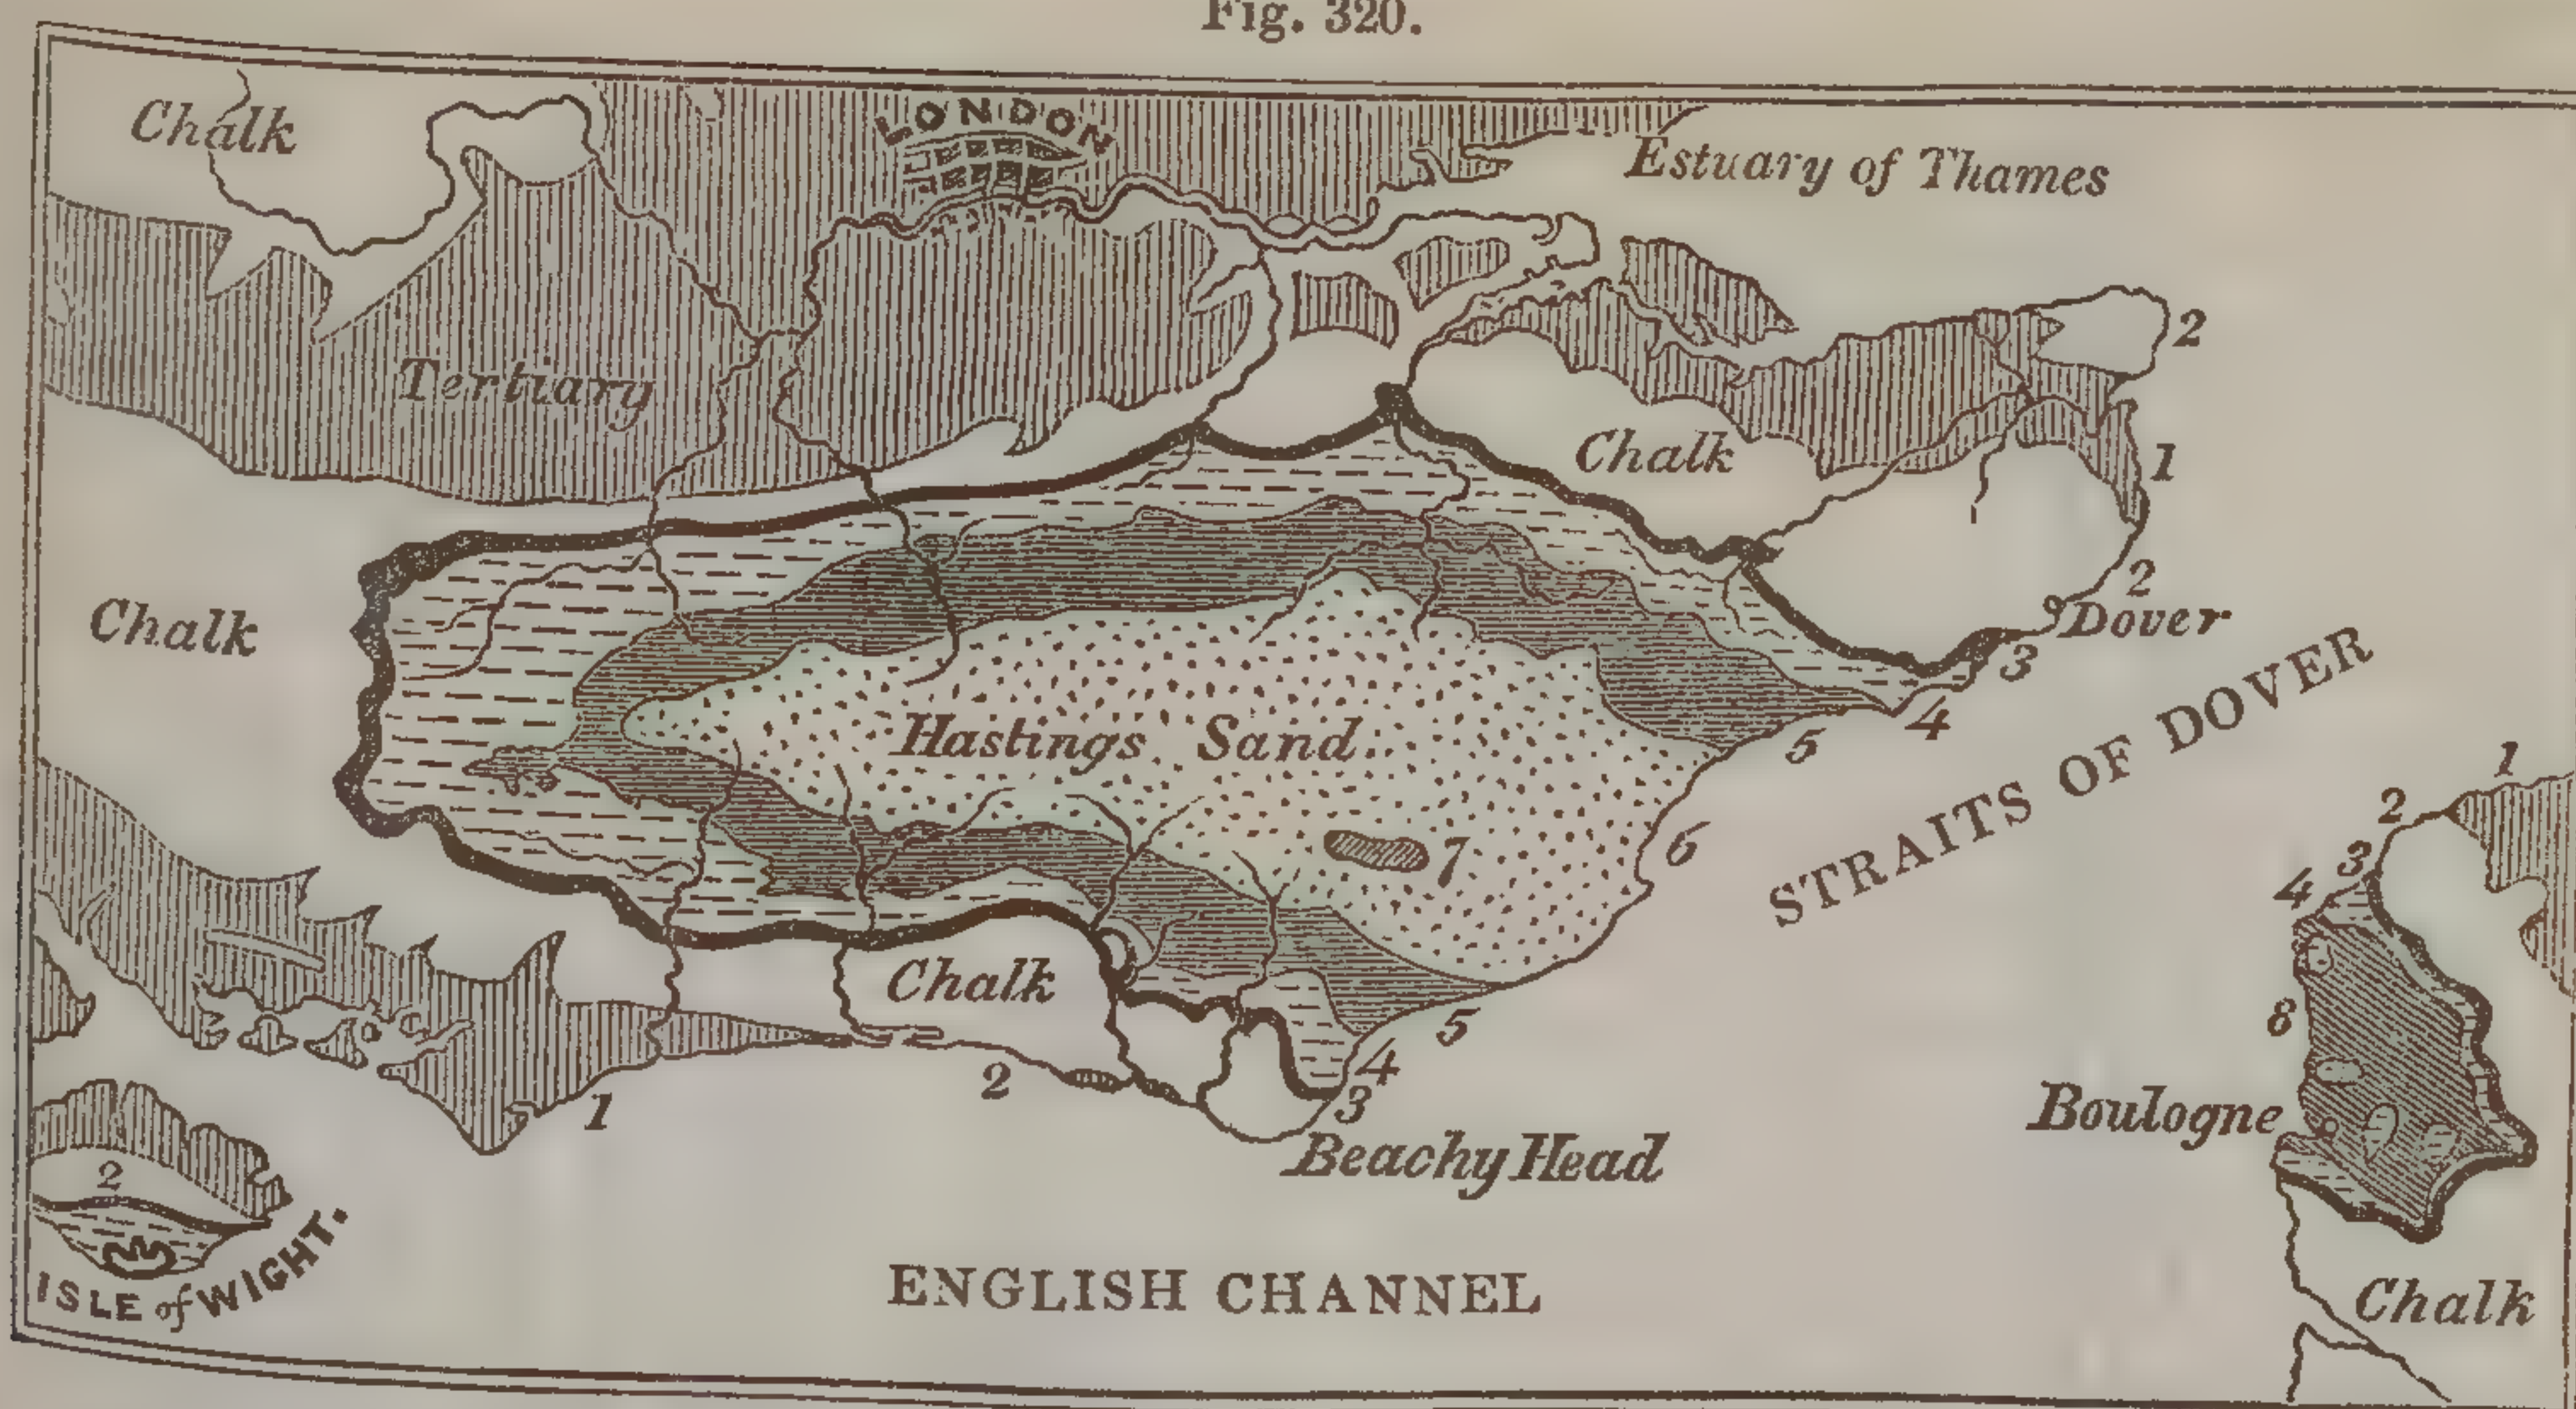 Fig. 320.
Chalk
LONDON
Estuary of Thames
Tertiary
2
Chalk
1
2
Dover
Chalk
3
4
Hastings Sand
5
STRAITS OF DOVER
6
7
1
2
3
4
Chalk
5
8
2
4
3
1
Boulogne
Beachy Head
2
ISLE of WIGHT.
ENGLISH CHANNEL
Chalk